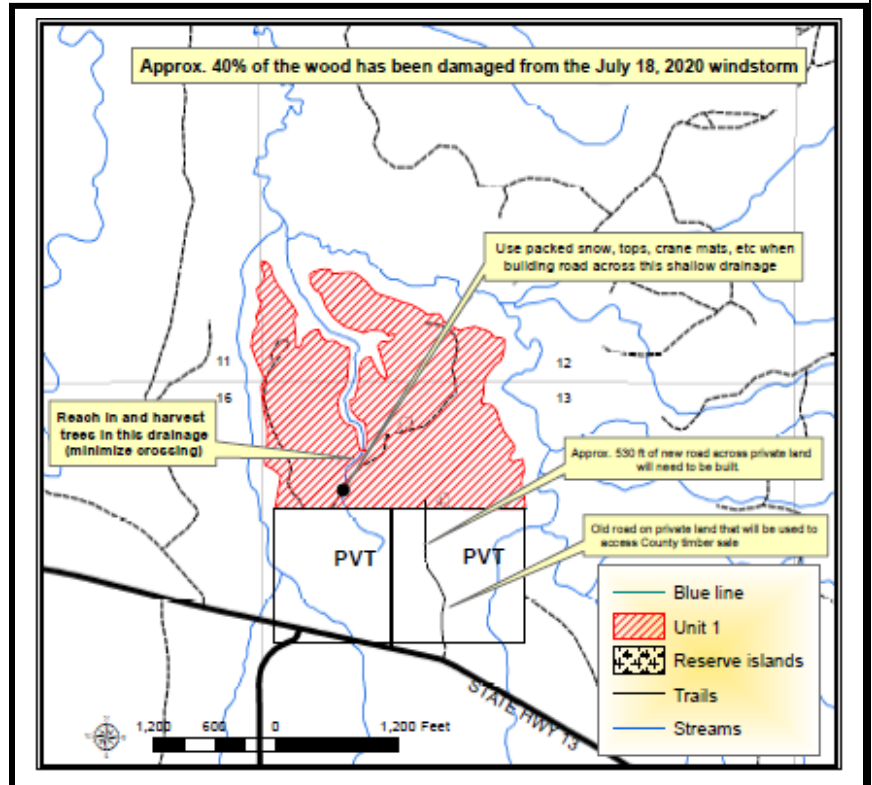 Approx. 40% of the wood has been damaged from the July 18, 2020 windstorm
Use packed snow, tops, crane mats, etc when
building road across this shallow drainage
11
12
16
13
Reach in and harvest
trees in this drainage
(minimize crossing)
Approx. 530 ft of new road across private land
will need to be built.
Old road on private land that will be used to
access County timber sale
PVT
PVT
Blue line
Unit 1
Reserve islands
Trails
Streams
STATE HWY 13
1,200 600 0 1,200 Feet